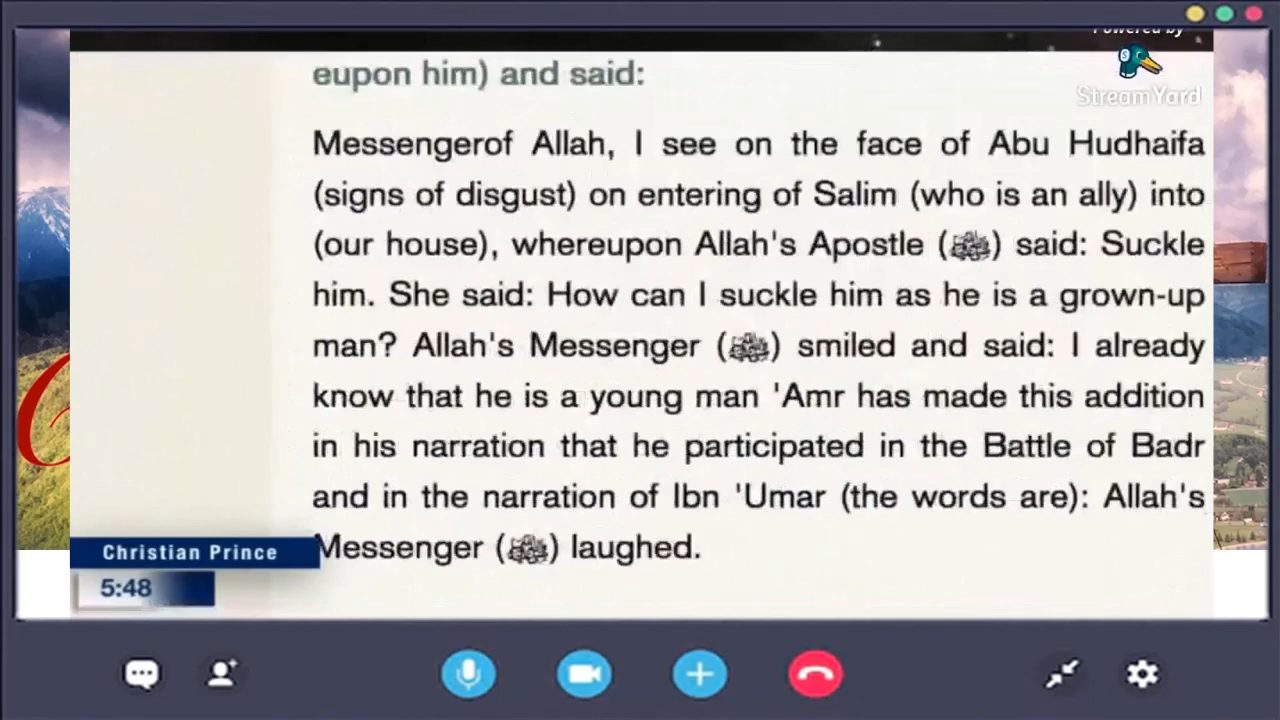 Powered by
StreamYard
eupon him) and said:
Messengerof Allah, I see on the face of Abu Hudhaifa
(signs of disgust) on entering of Salim (who is an ally) into
(our house), whereupon Allah's Apostle (ﷺ) said: Suckle
him. She said: How can I suckle him as he is a grown-up
man? Allah's Messenger (ﷺ) smiled and said: I already
know that he is a young man 'Amr has made this addition
in his narration that he participated in the Battle of Badr
and in the narration of Ibn 'Umar (the words are): Allah's
Messenger (ﷺ) laughed.
Christian Prince
5:48